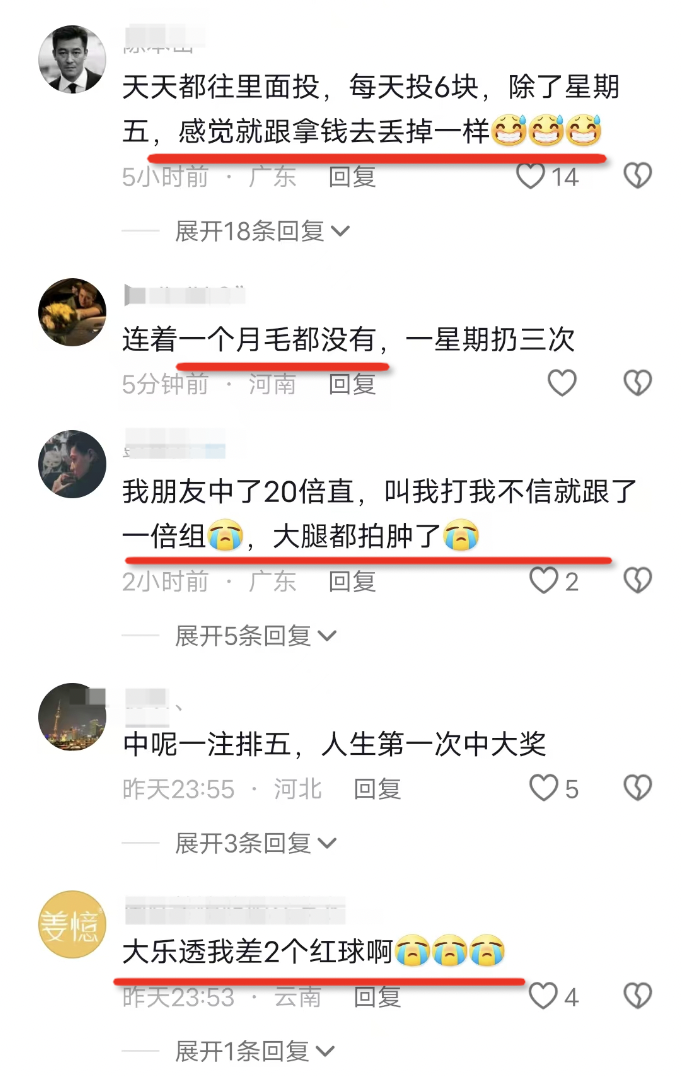 天天都往里面投，每天投6块，除了星期
五，感觉就跟拿钱去丢掉一样😅😅😅
5小时前 · 广东 回复 14
展开18条回复
连着一个月毛都没有，一星期扔三次
5分钟前 · 河南 回复
我朋友中了20倍直，叫我打我不信就跟了
一倍组😭，大腿都拍肿了😭
2小时前 · 广东 回复 2
展开5条回复
中呢一注排五，人生第一次中大奖
昨天23:55 · 河北 回复 5
展开3条回复
姜憶
大乐透我差2个红球啊😭😭😭
昨天23:53 · 云南 回复 4
展开1条回复